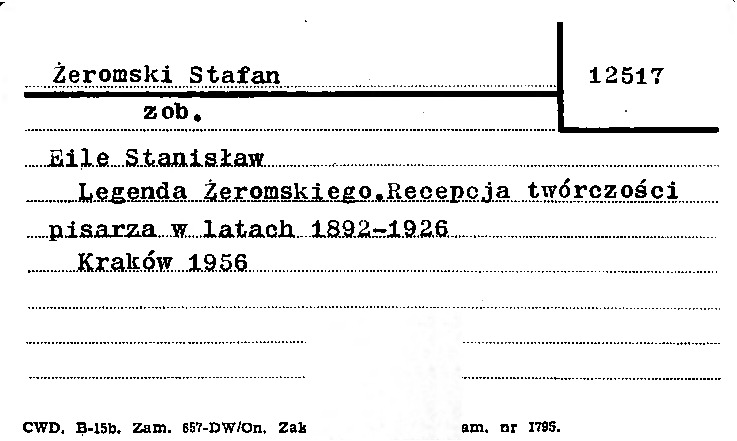 Żeromski Stafan
12517
zob.
Eile Stanisław
Legenda Żeromskiego.Recepcja twórczości
pisarza w latach 1892-1926
Kraków 1956
CWD. B-15b. Zam. 657-DW/On. Zak am. nr 1795.